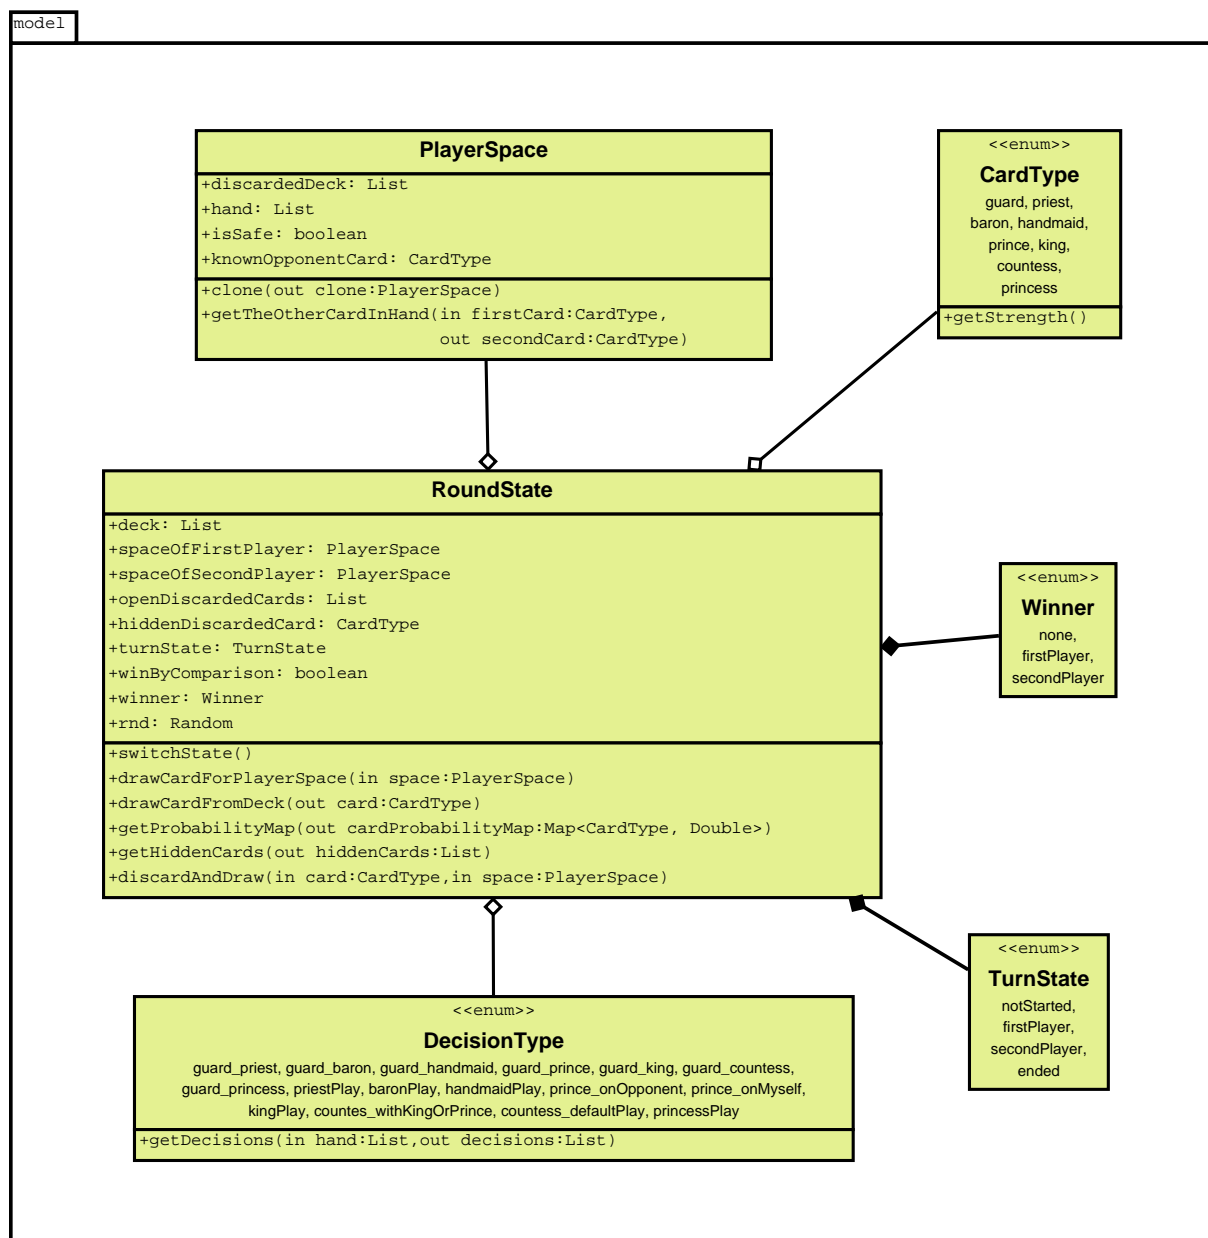 model
PlayerSpace
+discardedDeck: List
+hand: List
+isSafe: boolean
+knownOpponentCard: CardType
+clone(out clone:PlayerSpace)
+getTheOtherCardInHand(in firstCard:CardType,
out secondCard:CardType)
<<enum>>
CardType
guard, priest,
baron, handmaid,
prince, king,
countess,
princess
+getStrength()
RoundState
+deck: List
+spaceOfFirstPlayer: PlayerSpace
+spaceOfSecondPlayer: PlayerSpace
+openDiscardedCards: List
+hiddenDiscardedCard: CardType
+turnState: TurnState
+winByComparison: boolean
+winner: Winner
+rnd: Random
+switchState()
+drawCardForPlayerSpace(in space:PlayerSpace)
+drawCardFromDeck(out card:CardType)
+getProbabilityMap(out cardProbabilityMap:Map<CardType, Double>)
+getHiddenCards(out hiddenCards:List)
+discardAndDraw(in card:CardType,in space:PlayerSpace)
<<enum>>
Winner
none,
firstPlayer,
secondPlayer
<<enum>>
TurnState
notStarted,
firstPlayer,
secondPlayer,
ended
<<enum>>
DecisionType
guard_priest, guard_baron, guard_handmaid, guard_prince, guard_king, guard_countess,
guard_princess, priestPlay, baronPlay, handmaidPlay, prince_onOpponent, prince_onMyself,
kingPlay, countes_withKingOrPrince, countess_defaultPlay, princessPlay
+getDecisions(in hand:List,out decisions:List)